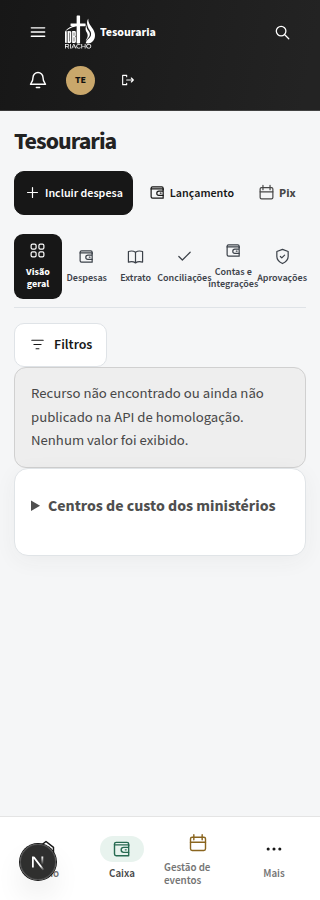 IBB
RIACHO
Tesouraria
TE
Tesouraria
Incluir despesa
Lançamento
Pix
Visão
geral
Despesas
Extrato
Conciliações
Contas e
integrações
Aprovações
Filtros
Recurso não encontrado ou ainda não
publicado na API de homologação.
Nenhum valor foi exibido.
Centros de custo dos ministérios
N
Caixa
Gestão de
eventos
Mais